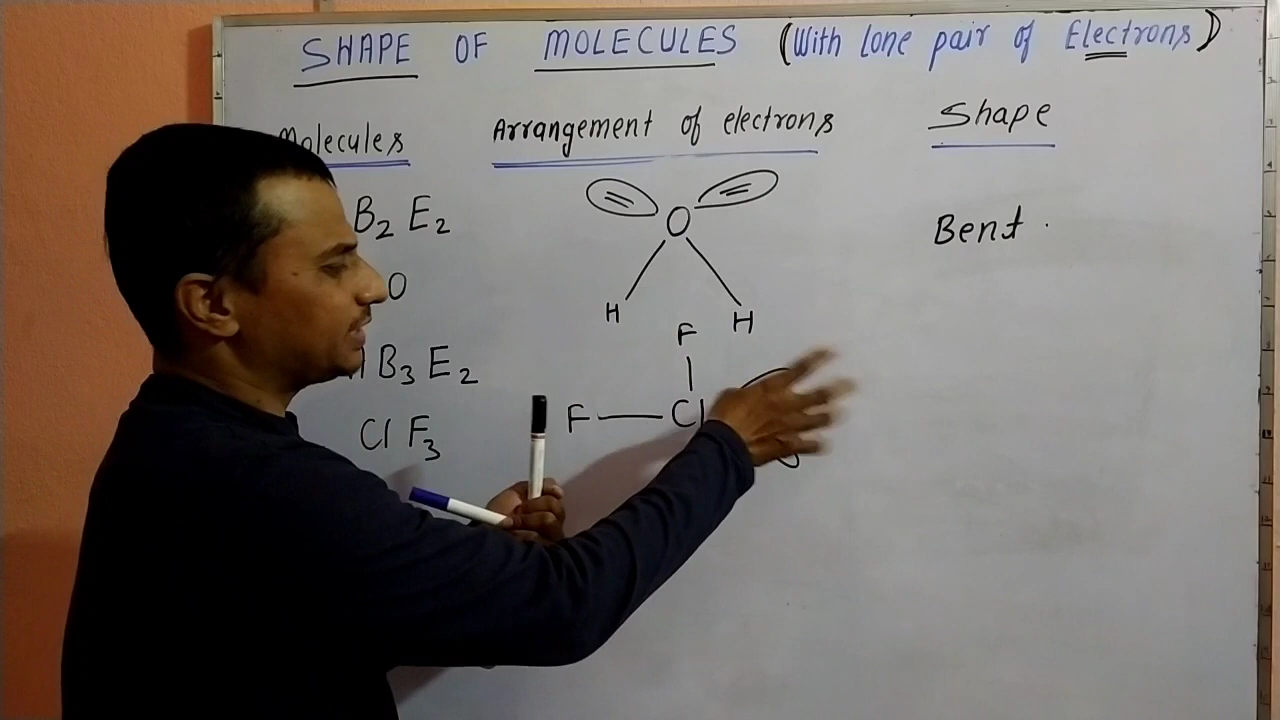 SHAPE OF MOLECULES (With lone pair of Electrons)
Molecules Arrangement of electrons Shape
B2 E2 O Bent
H H
O
B3 E2 F
Cl F3 F Cl